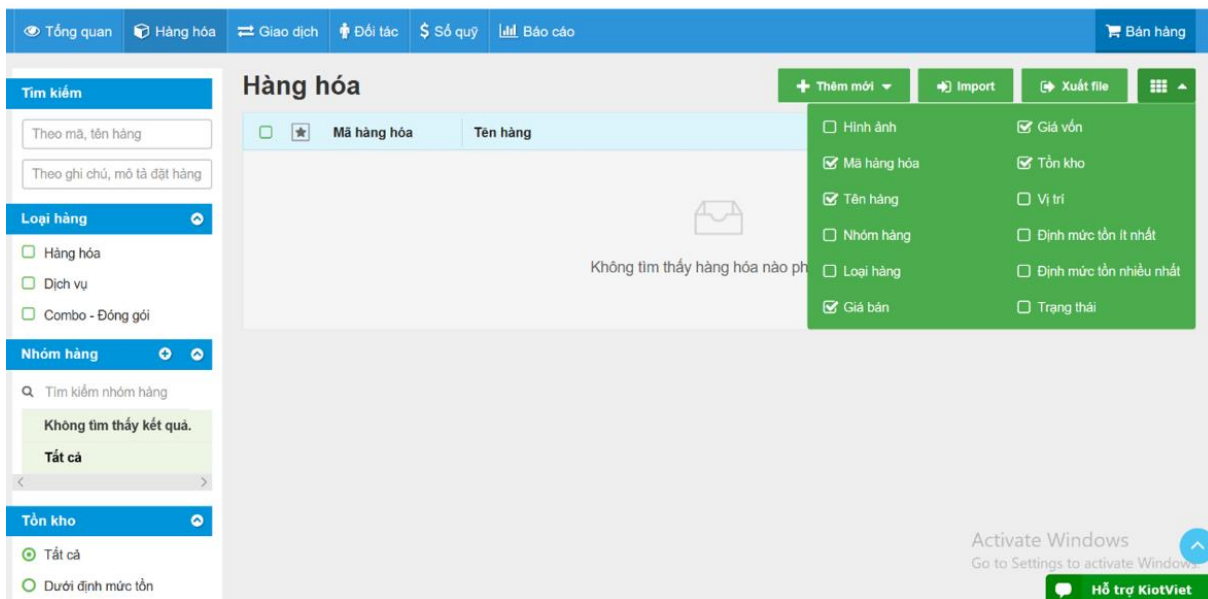 Tổng quan Hàng hóa Giao dịch Đối tác Sổ quỹ Báo cáo Bán hàng
Hàng hóa
Thêm mới Import Xuất file
Tìm kiếm
Theo mã, tên hàng
Theo ghi chú, mô tả đặt hàng
Loại hàng
Hàng hóa
Dịch vụ
Combo - Đóng gói
Nhóm hàng
Tìm kiếm nhóm hàng
Không tìm thấy kết quả.
Tất cả
Tồn kho
Tất cả
Dưới định mức tồn
Mã hàng hóa Tên hàng
Không tìm thấy hàng hóa nào ph
Hình ảnh Giá vốn
Mã hàng hóa Tồn kho
Tên hàng Vị trí
Nhóm hàng Định mức tồn ít nhất
Loại hàng Định mức tồn nhiều nhất
Giá bán Trạng thái
Activate Windows
Go to Settings to activate Windows.
Hỗ trợ KiotViet